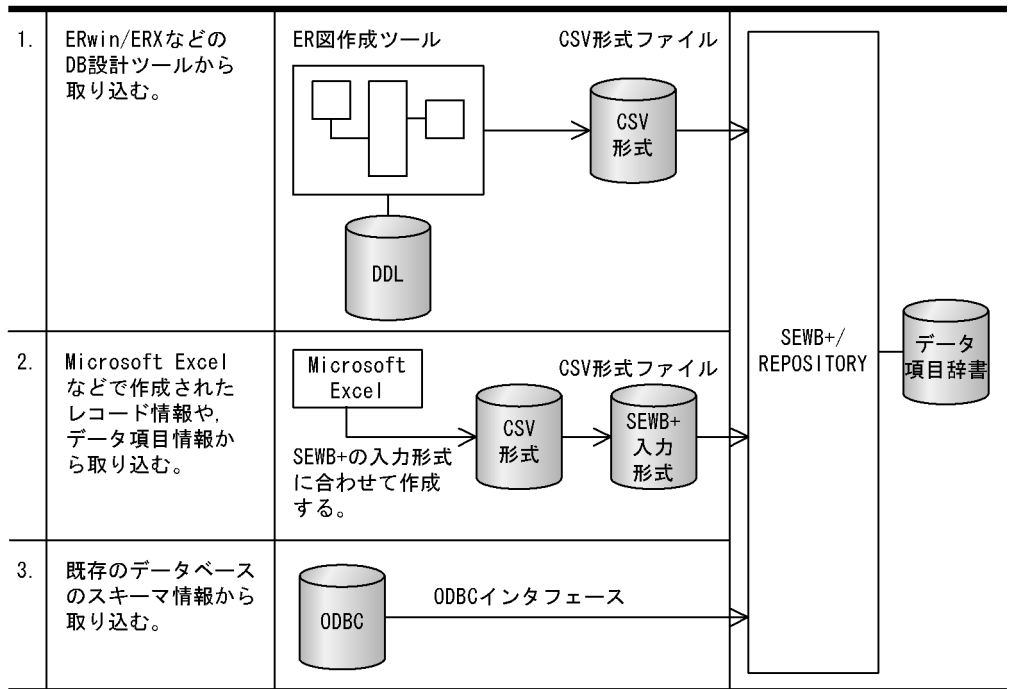 1.
ERwin/ERXなどの
DB設計ツールから
取り込む。
ER図作成ツール
CSV形式ファイル
CSV
形式
DDL
2.
Microsoft Excel
などで作成された
レコード情報や,
データ項目情報か
ら取り込む。
Microsoft
Excel
CSV形式ファイル
CSV
形式
SEWB+
入力
形式
SEWB+の入力形式
に合わせて作成
する。
3.
既存のデータベース
のスキーマ情報から
取り込む。
ODBC
ODBCインタフェース
SEWB+/
REPOSITORY
データ
項目辞書